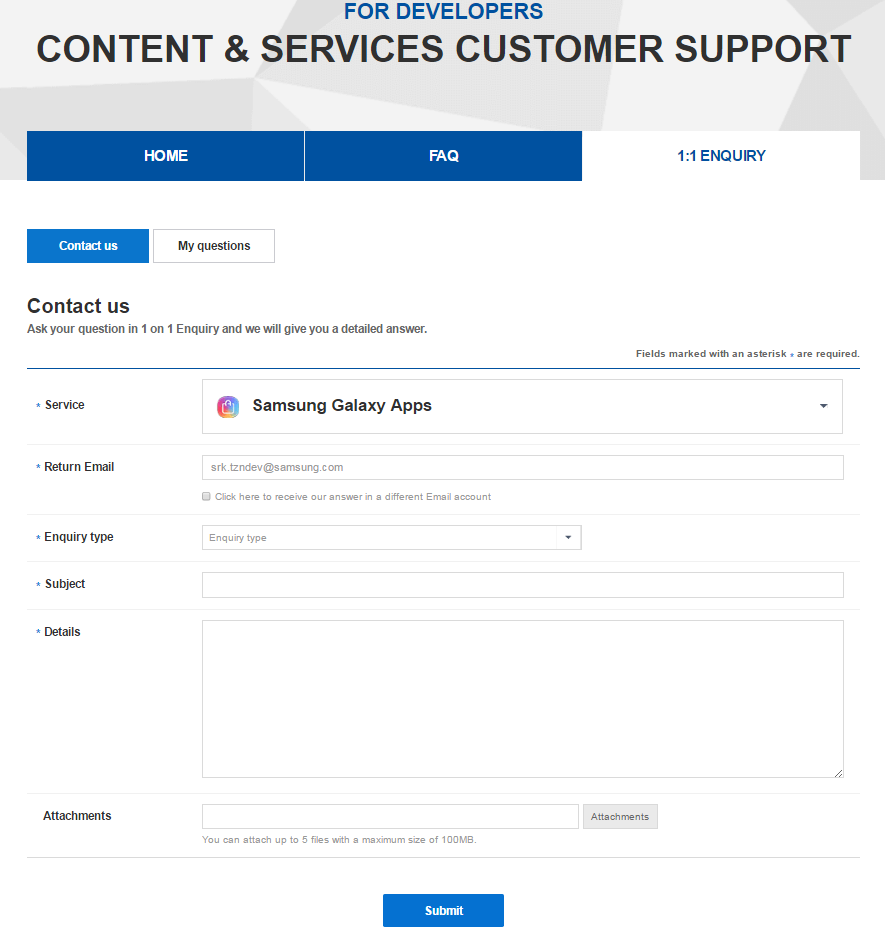 FOR DEVELOPERS
CONTENT & SERVICES CUSTOMER SUPPORT
HOME
FAQ
1:1 ENQUIRY
Contact us
My questions
Contact us
Ask your question in 1 on 1 Enquiry and we will give you a detailed answer.
Fields marked with an asterisk * are required.
* Service
Samsung Galaxy Apps
* Return Email
srk.tzndev@samsung.com
Click here to receive our answer in a different Email account
* Enquiry type
Enquiry type
* Subject
* Details
Attachments
Attachments
You can attach up to 5 files with a maximum size of 100MB.
Submit